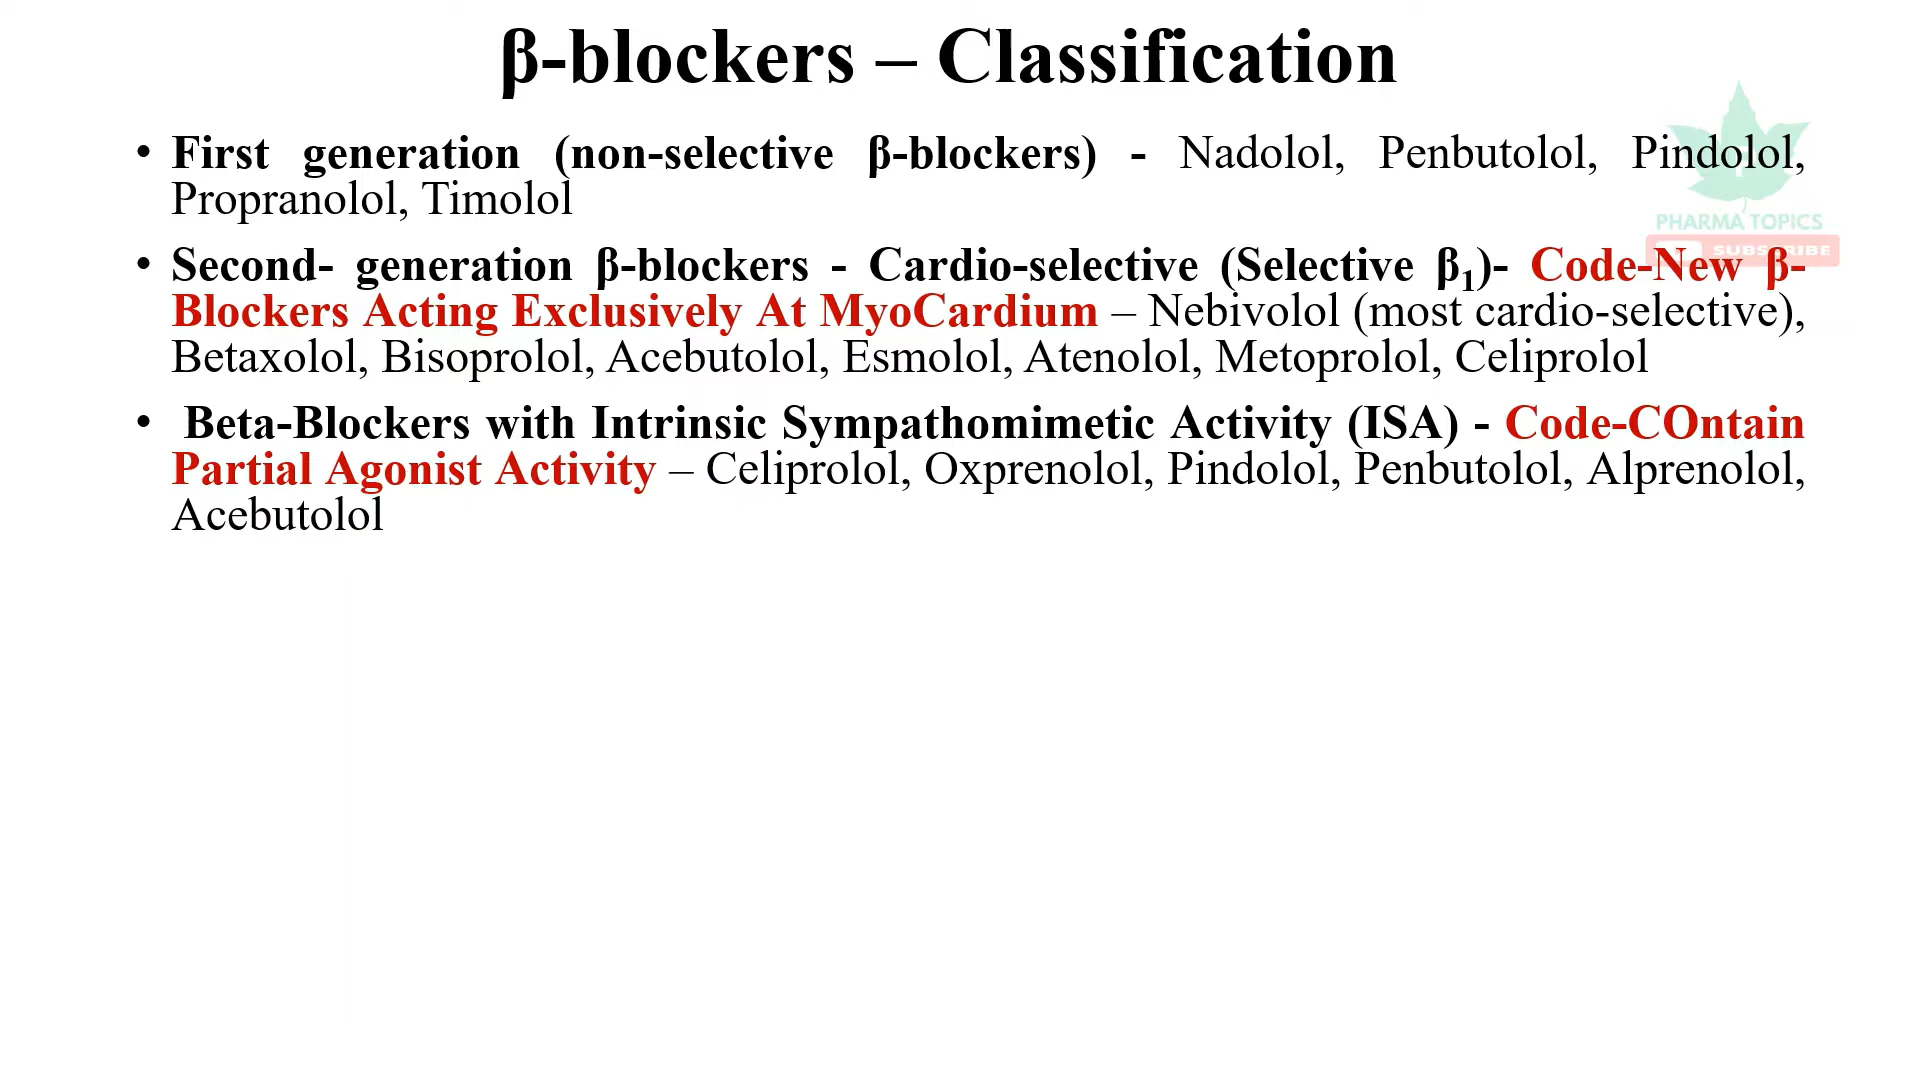 β-blockers – Classification
• First generation (non-selective β-blockers) - Nadolol, Penbutolol, Pindolol,
Propranolol, Timolol
PHARMA TOPICS
SUBSCRIBE
• Second- generation β-blockers - Cardio-selective (Selective β₁)- Code-New β-
Blockers Acting Exclusively At MyoCardium – Nebivolol (most cardio-selective),
Betaxolol, Bisoprolol, Acebutolol, Esmolol, Atenolol, Metoprolol, Celiprolol
• Beta-Blockers with Intrinsic Sympathomimetic Activity (ISA) - Code-COntain
Partial Agonist Activity – Celiprolol, Oxprenolol, Pindolol, Penbutolol, Alprenolol,
Acebutolol